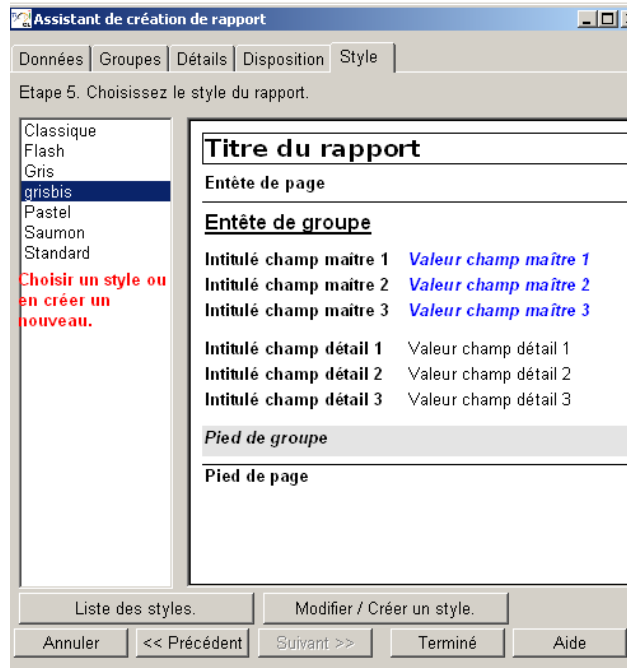 Assistant de création de rapport
Données Groupes Détails Disposition Style
Etape 5. Choisissez le style du rapport.
Classique
Flash
Gris
grisbis
Pastel
Saumon
Standard
Choisir un style ou
en créer un
nouveau.
Titre du rapport
Entête de page
Entête de groupe
Intitulé champ maître 1 Valeur champ maître 1
Intitulé champ maître 2 Valeur champ maître 2
Intitulé champ maître 3 Valeur champ maître 3
Intitulé champ détail 1 Valeur champ détail 1
Intitulé champ détail 2 Valeur champ détail 2
Intitulé champ détail 3 Valeur champ détail 3
Pied de groupe
Pied de page
Liste des styles. Modifier / Créer un style.
Annuler << Précédent Suivant >> Terminé Aide